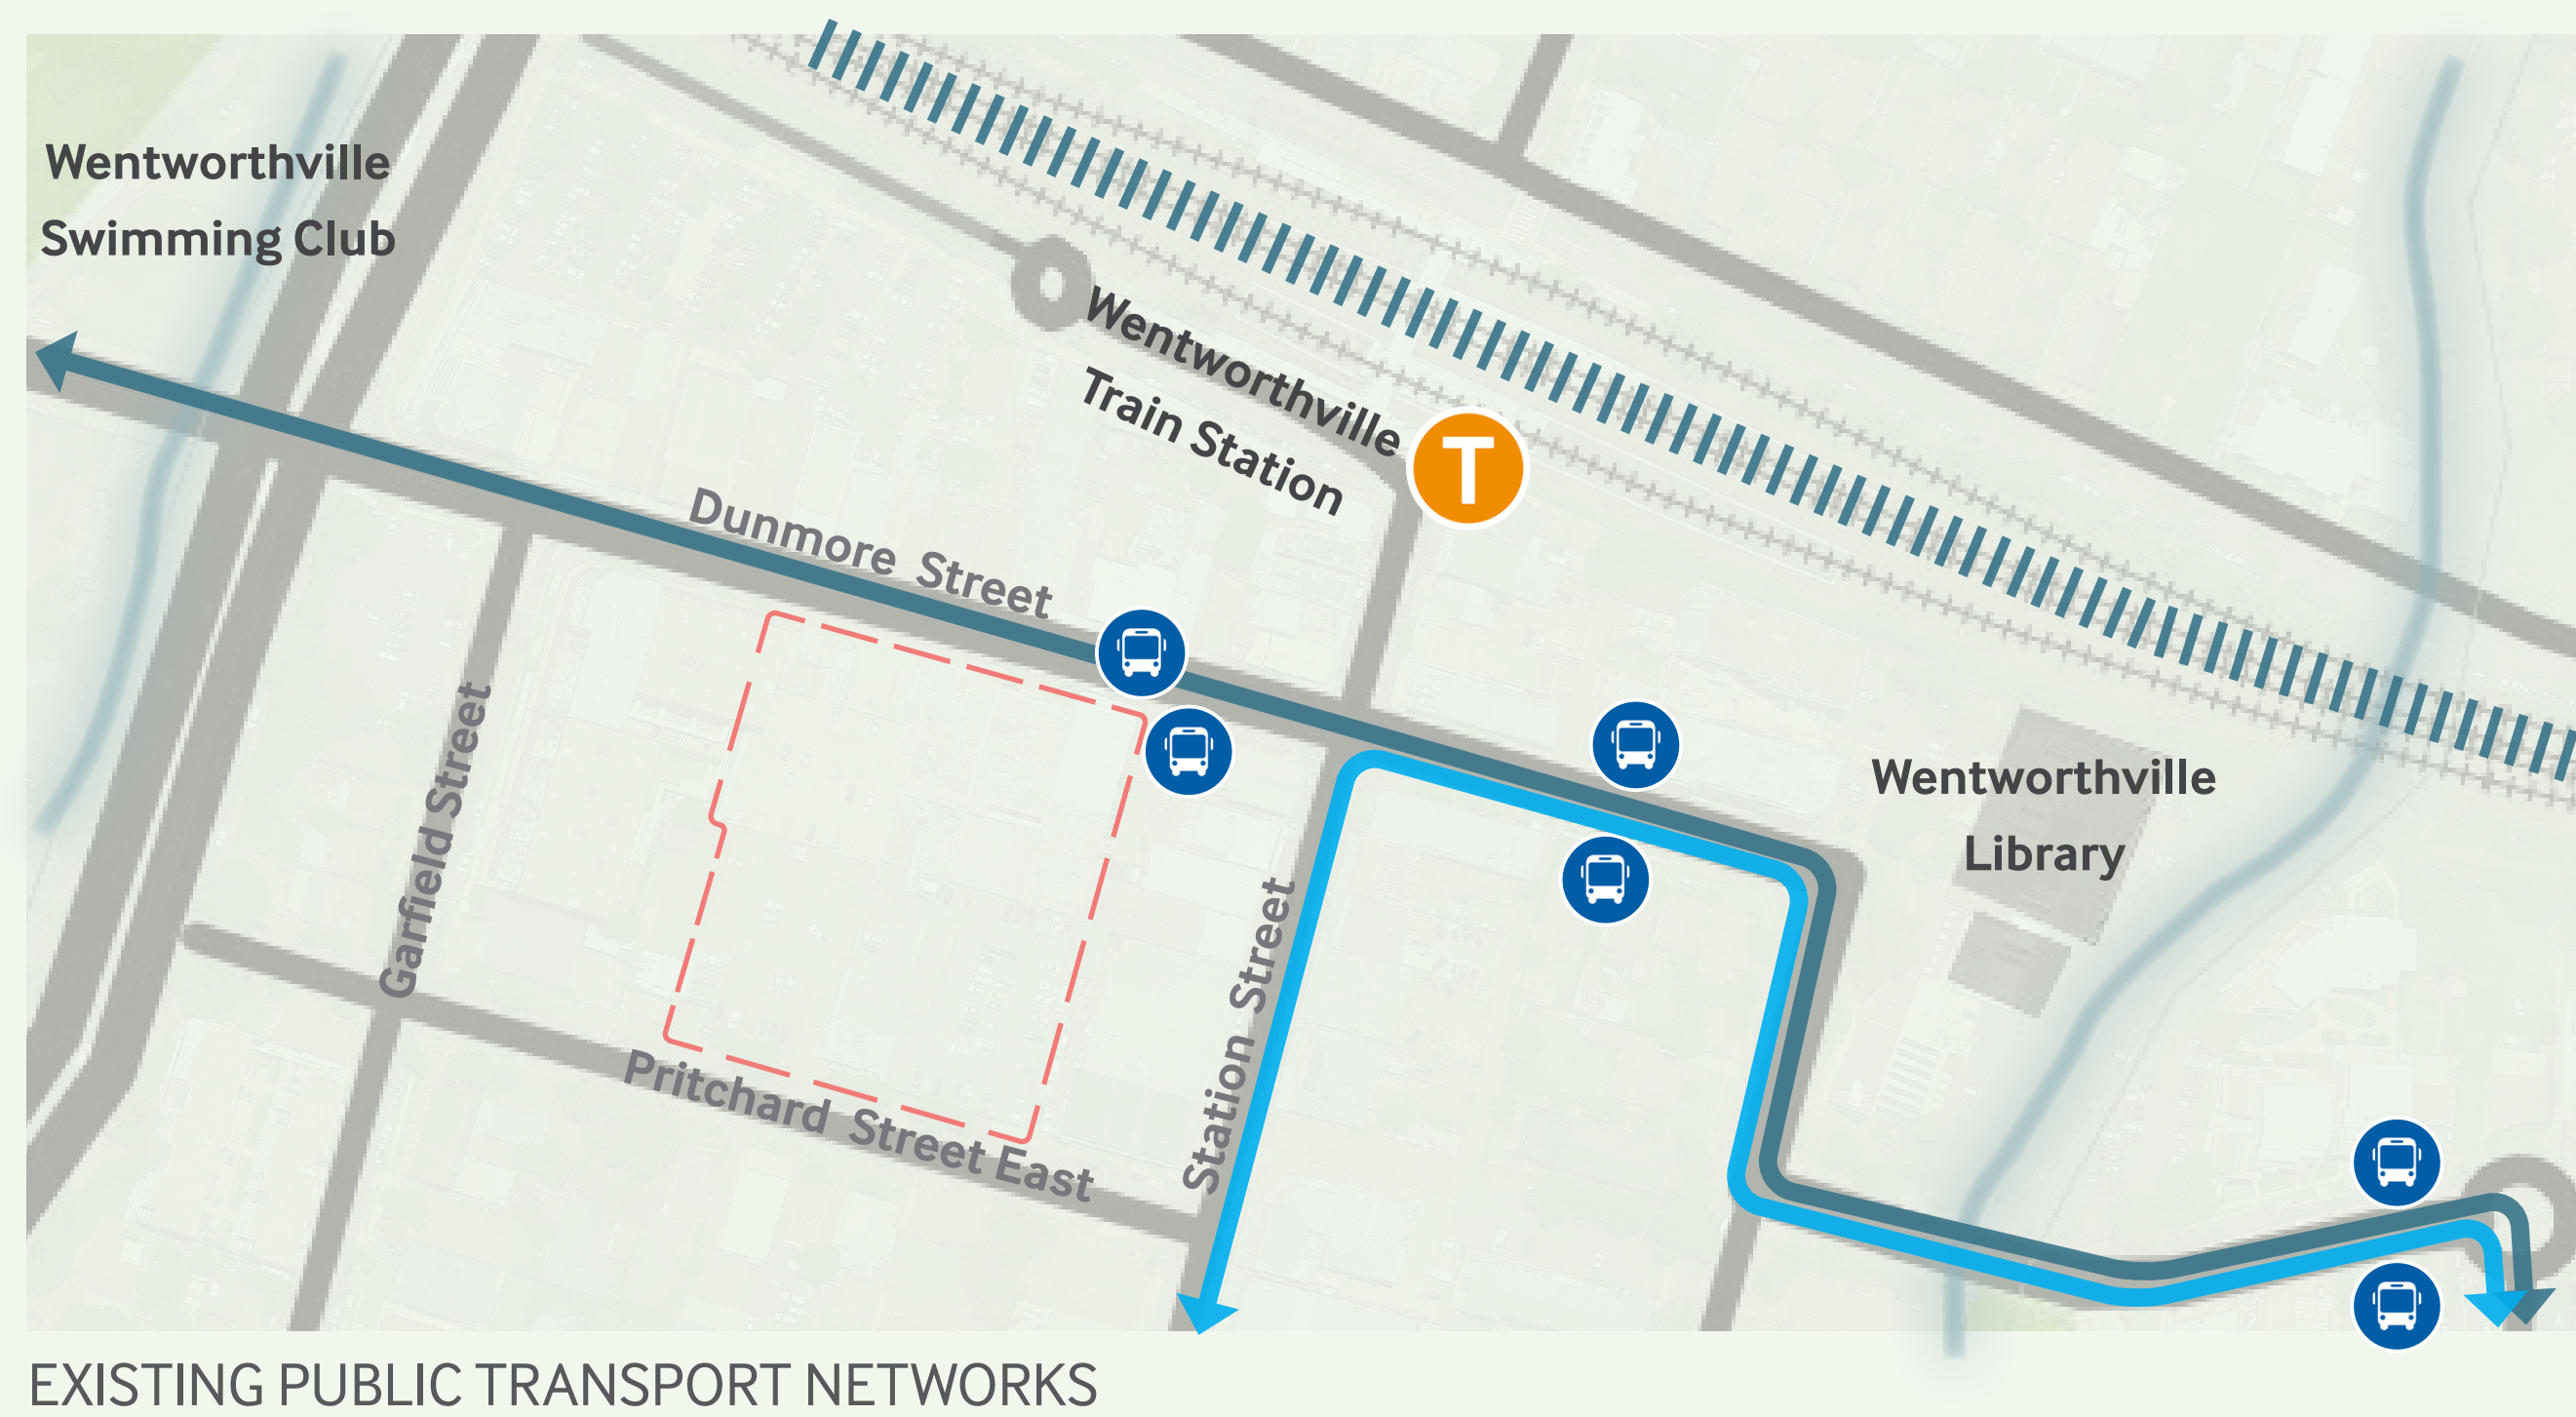 Wentworthville
Swimming Club
Wentworthville
Train Station
T
Dunmore Street
Garfield Street
Pritchard Street East
Station Street
Wentworthville
Library
EXISTING PUBLIC TRANSPORT NETWORKS